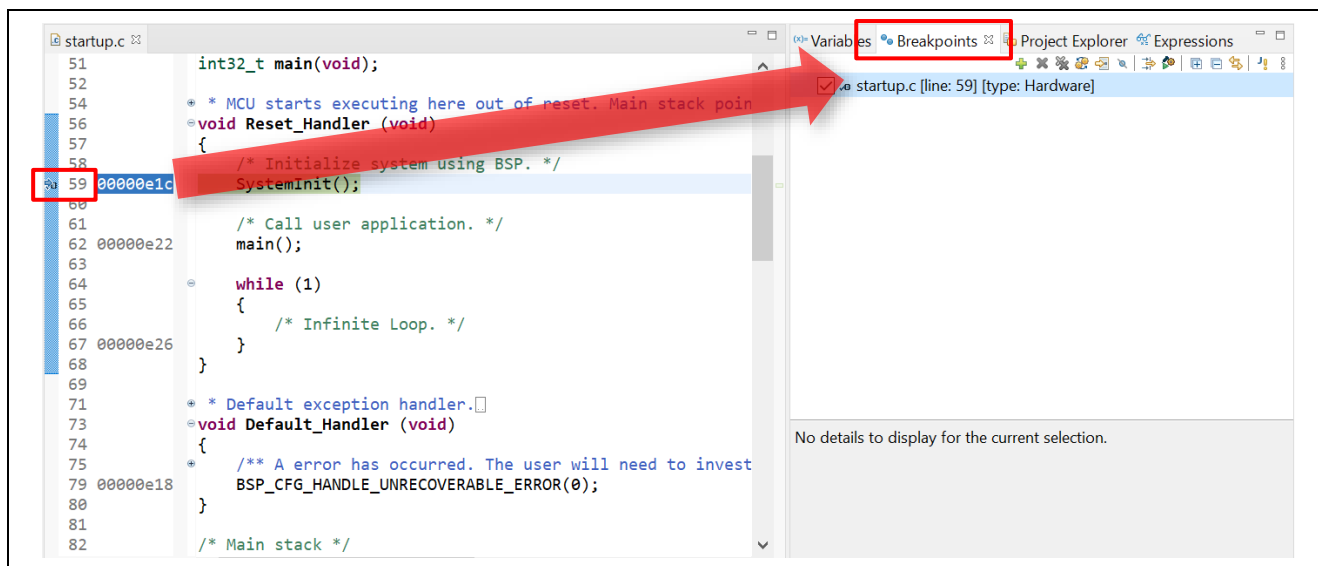 startup.c
51 int32_t main(void);
52
54 * MCU starts executing here out of reset. Main stack poin
56 void Reset_Handler (void)
57 {
58 /* Initialize system using BSP. */
59 00000e1c SystemInit();
60
61 /* Call user application. */
62 00000e22 main();
63
64 while (1)
65 {
66 /* Infinite Loop. */
67 00000e26 }
68 }
69
71 * Default exception handler.
73 void Default_Handler (void)
74 {
75 /** A error has occurred. The user will need to invest
79 00000e18 BSP_CFG_HANDLE_UNRECOVERABLE_ERROR(0);
80 }
81
82 /* Main stack */
(x)= Variables Breakpoints Project Explorer Expressions
startup.c [line: 59] [type: Hardware]
No details to display for the current selection.